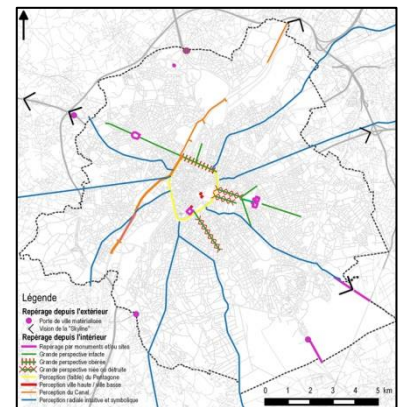 Légende
Repérage depuis l'extérieur
Porte de ville matérialisée
Vision de la "Skyline"
Repérage depuis l'intérieur
Repérage par monuments et/ou sites
Grande perspective intacte
Grande perspective altérée
Grande perspective niée ou détruite
Perception (faible) du Pentagone
Perception ville haute / ville basse
Perception du Canal
Perception radiale intuitive et symbolique
0 1 2 3 4 5 km